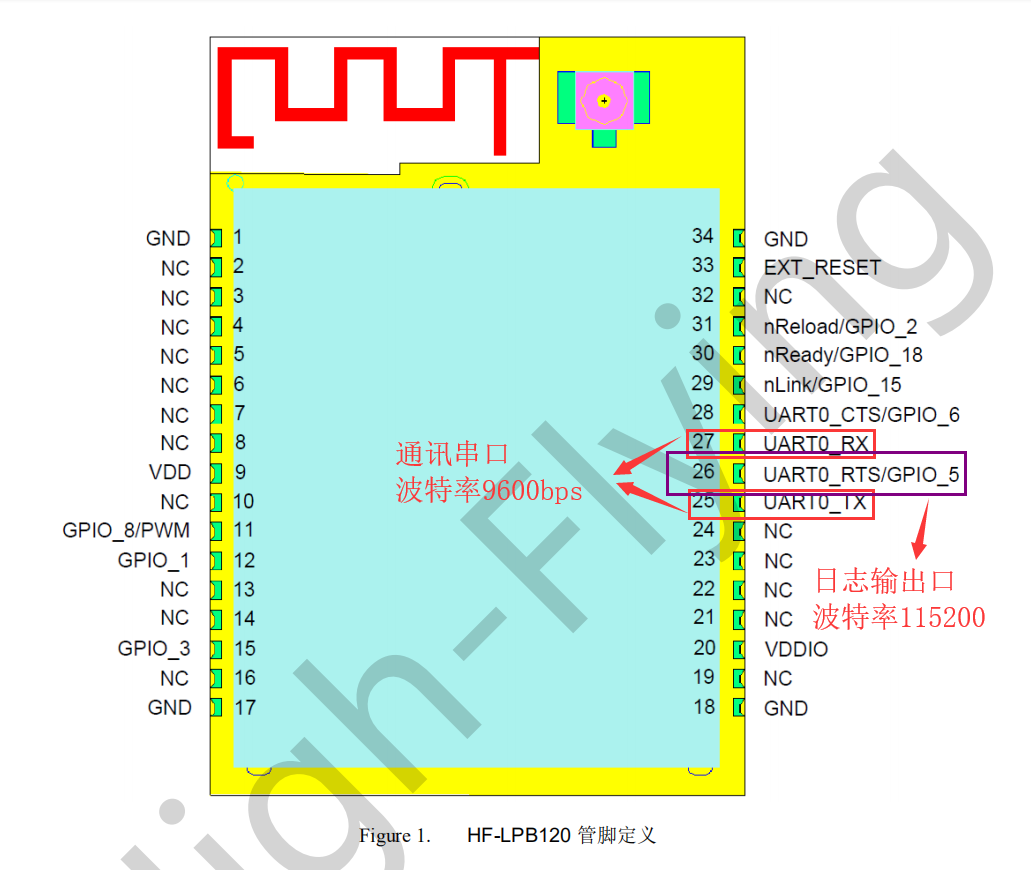 GND 1 34 GND
NC 2 33 EXT_RESET
NC 3 32 NC
NC 4 31 nReload/GPIO_2
NC 5 30 nReady/GPIO_18
NC 6 29 nLink/GPIO_15
NC 7 28 UART0_CTS/GPIO_6
NC 8 27 UART0_RX
通讯串口
波特率9600bps
VDD 9 26 UART0_RTS/GPIO_5
NC 10 25 UART0_TX
GPIO_8/PWM 11 24 NC
GPIO_1 12 23 NC
NC 13 22 NC
日志输出口
波特率115200
NC 14 21 NC
GPIO_3 15 20 VDDIO
NC 16 19 NC
GND 17 18 GND
High-Flying
Figure 1. HF-LPB120 管脚定义